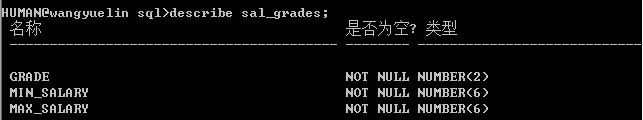 HUMAN@wangyuelin sql>describe sal_grades;
名称 是否为空? 类型
GRADE NOT NULL NUMBER(2)
MIN_SALARY NOT NULL NUMBER(6)
MAX_SALARY NOT NULL NUMBER(6)